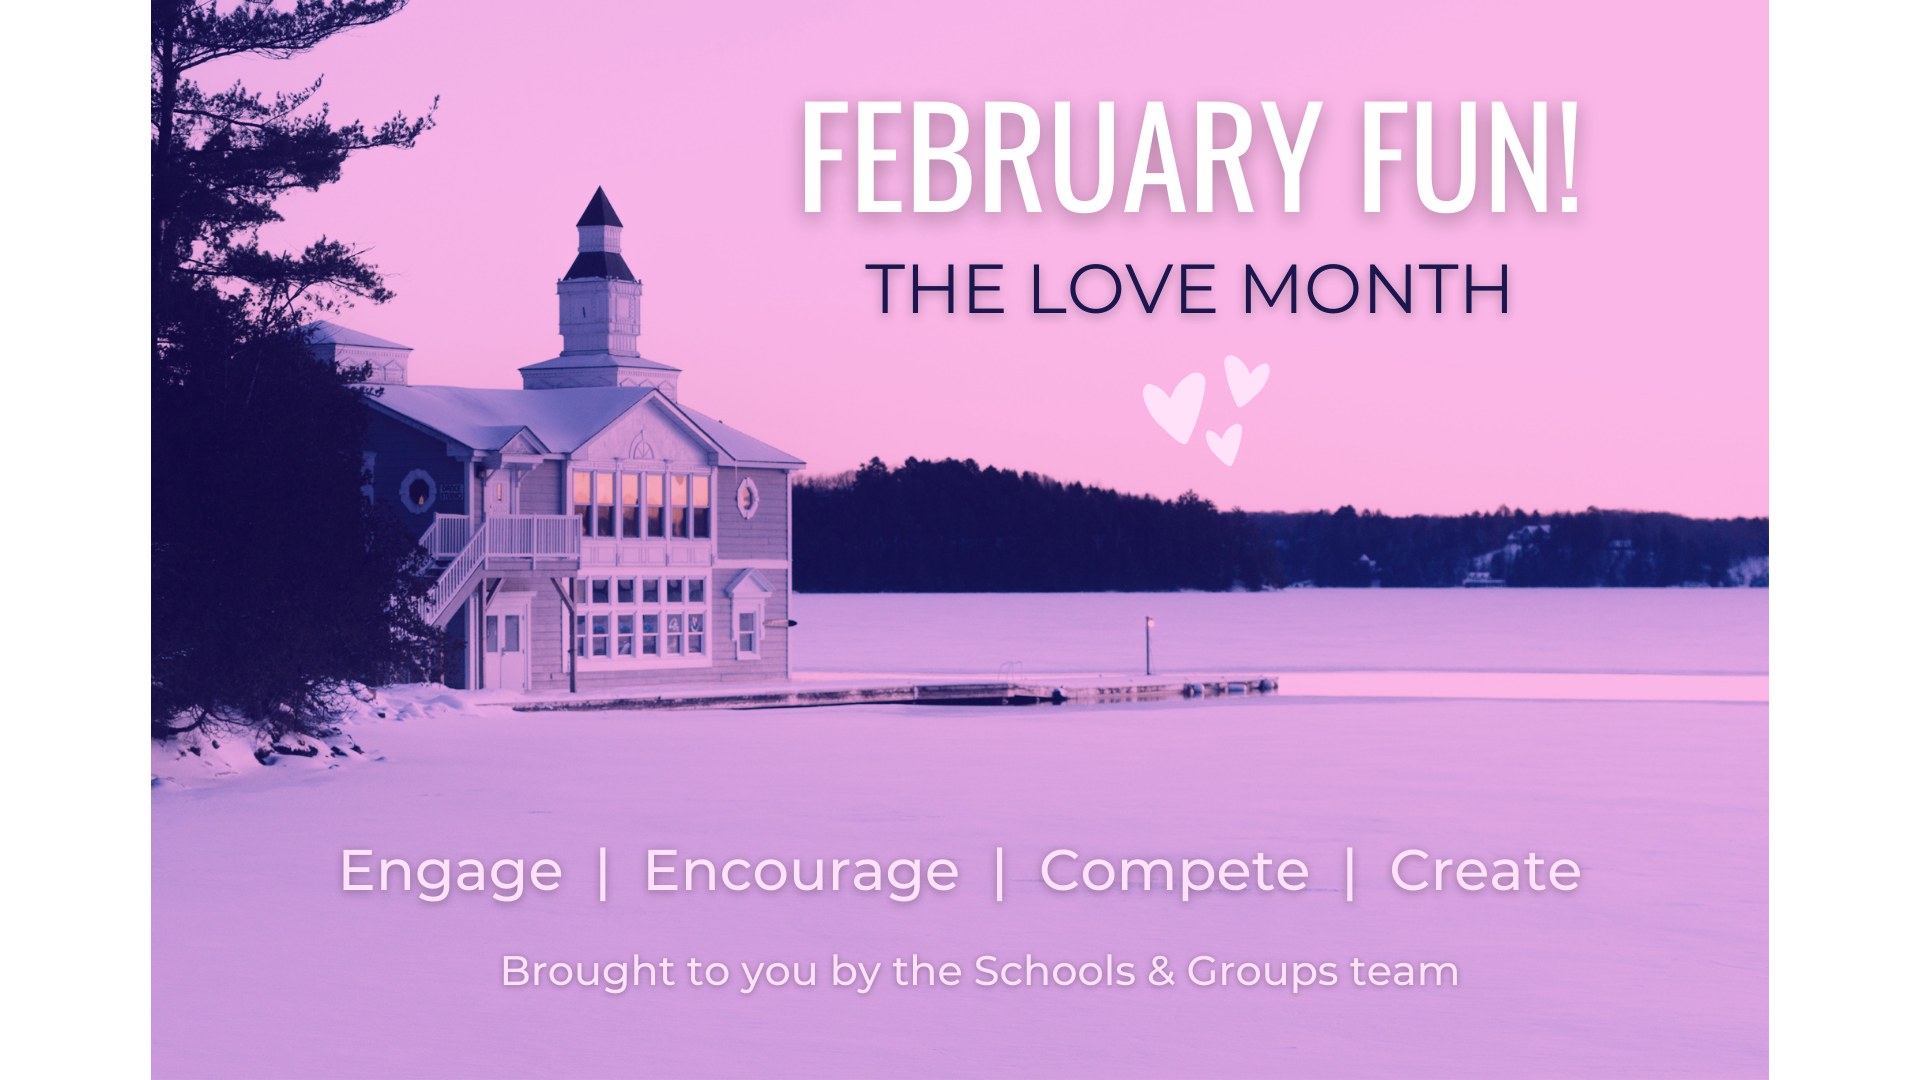 FEBRUARY FUN!
THE LOVE MONTH
Engage | Encourage | Compete | Create
Brought to you by the Schools & Groups team